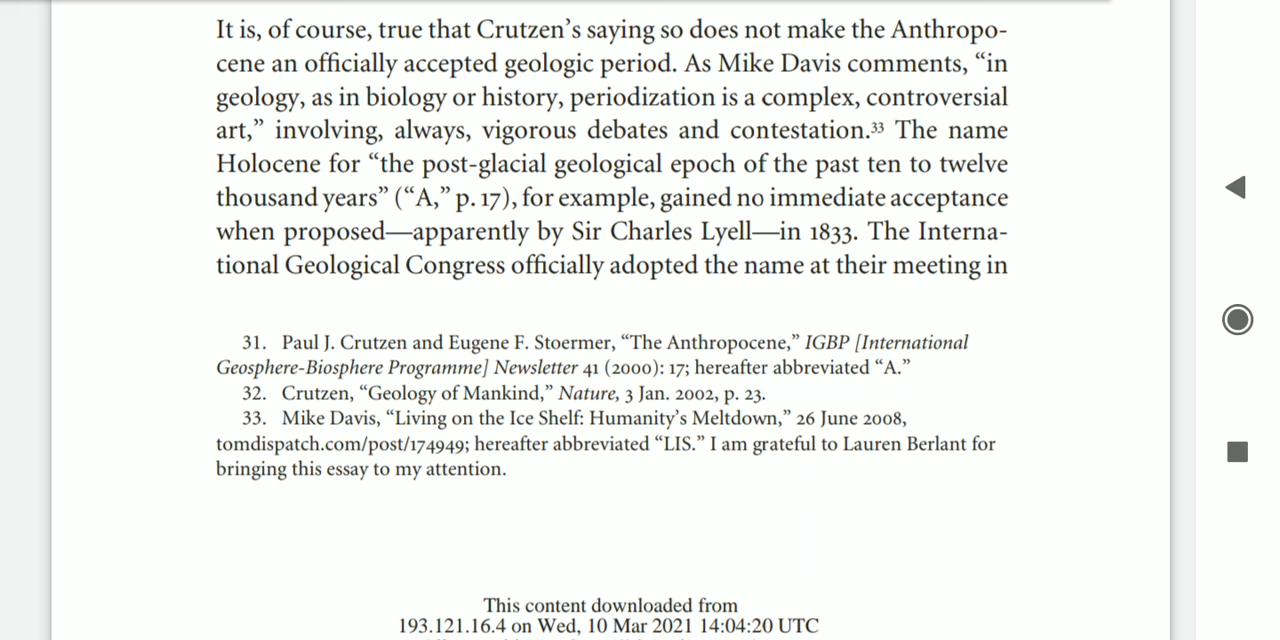 It is, of course, true that Crutzen’s saying so does not make the Anthropo-
cene an officially accepted geologic period. As Mike Davis comments, “in
geology, as in biology or history, periodization is a complex, controversial
art,” involving, always, vigorous debates and contestation.³³ The name
Holocene for “the post-glacial geological epoch of the past ten to twelve
thousand years” (“A,” p. 17), for example, gained no immediate acceptance
when proposed—apparently by Sir Charles Lyell—in 1833. The Interna-
tional Geological Congress officially adopted the name at their meeting in
31. Paul J. Crutzen and Eugene F. Stoermer, “The Anthropocene,” IGBP [International
Geosphere-Biosphere Programme] Newsletter 41 (2000): 17; hereafter abbreviated “A.”
32. Crutzen, “Geology of Mankind,” Nature, 3 Jan. 2002, p. 23.
33. Mike Davis, “Living on the Ice Shelf: Humanity’s Meltdown,” 26 June 2008,
tomdispatch.com/post/174949; hereafter abbreviated “LIS.” I am grateful to Lauren Berlant for
bringing this essay to my attention.
This content downloaded from
193.121.16.4 on Wed, 10 Mar 2021 14:04:20 UTC